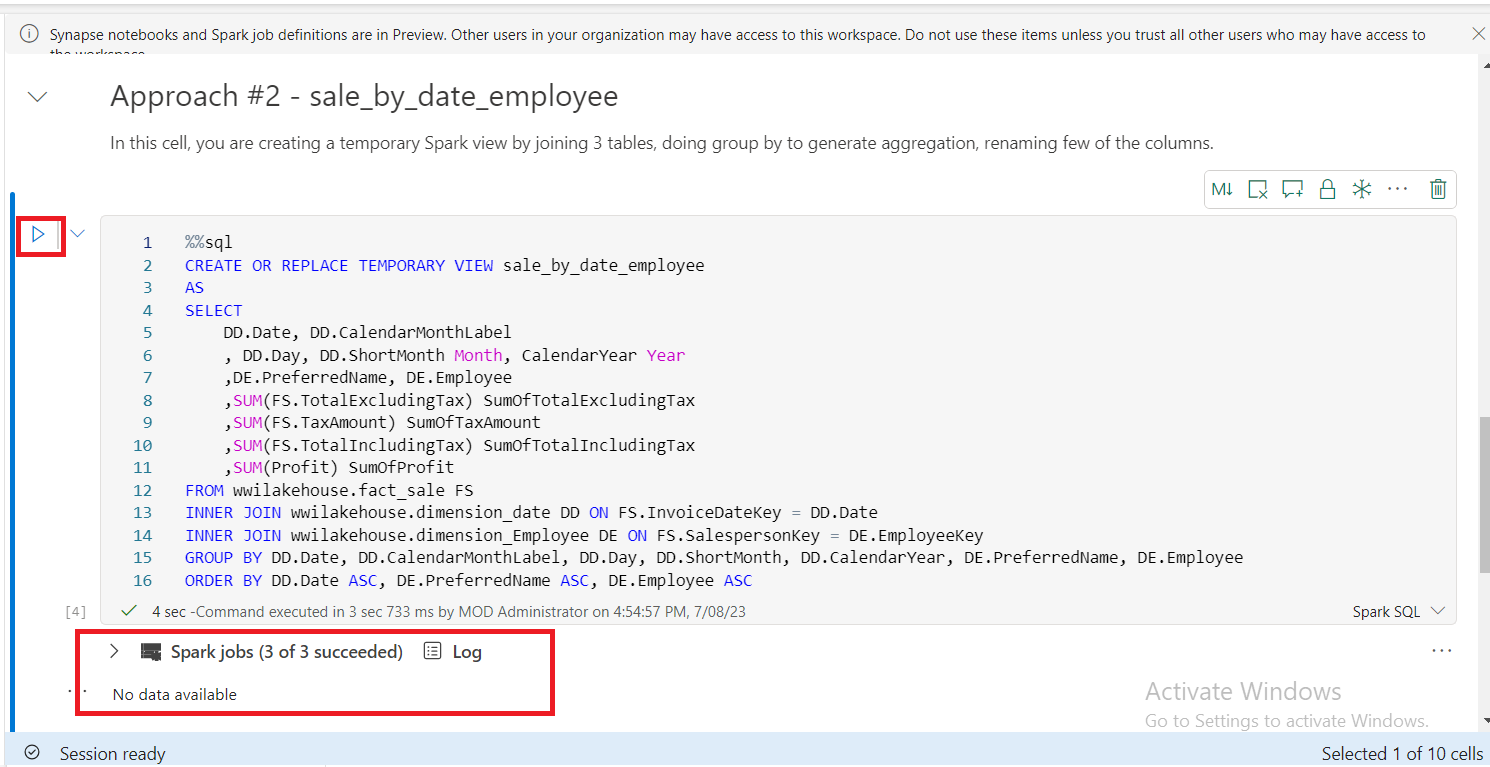 Synapse notebooks and Spark job definitions are in Preview. Other users in your organization may have access to this workspace. Do not use these items unless you trust all other users who may have access to
the workspace.
Approach #2 - sale_by_date_employee
In this cell, you are creating a temporary Spark view by joining 3 tables, doing group by to generate aggregation, renaming few of the columns.
M↓
1 %%sql
2 CREATE OR REPLACE TEMPORARY VIEW sale_by_date_employee
3 AS
4 SELECT
5 DD.Date, DD.CalendarMonthLabel
6 , DD.Day, DD.ShortMonth Month, CalendarYear Year
7 ,DE.PreferredName, DE.Employee
8 ,SUM(FS.TotalExcludingTax) SumOfTotalExcludingTax
9 ,SUM(FS.TaxAmount) SumOfTaxAmount
10 ,SUM(FS.TotalIncludingTax) SumOfTotalIncludingTax
11 ,SUM(Profit) SumOfProfit
12 FROM wwilakehouse.fact_sale FS
13 INNER JOIN wwilakehouse.dimension_date DD ON FS.InvoiceDateKey = DD.Date
14 INNER JOIN wwilakehouse.dimension_Employee DE ON FS.SalespersonKey = DE.EmployeeKey
15 GROUP BY DD.Date, DD.CalendarMonthLabel, DD.Day, DD.ShortMonth, DD.CalendarYear, DE.PreferredName, DE.Employee
16 ORDER BY DD.Date ASC, DE.PreferredName ASC, DE.Employee ASC
[4] 4 sec -Command executed in 3 sec 733 ms by MOD Administrator on 4:54:57 PM, 7/08/23 Spark SQL
Spark jobs (3 of 3 succeeded) Log
No data available
Activate Windows
Go to Settings to activate Windows.
Session ready Selected 1 of 10 cells